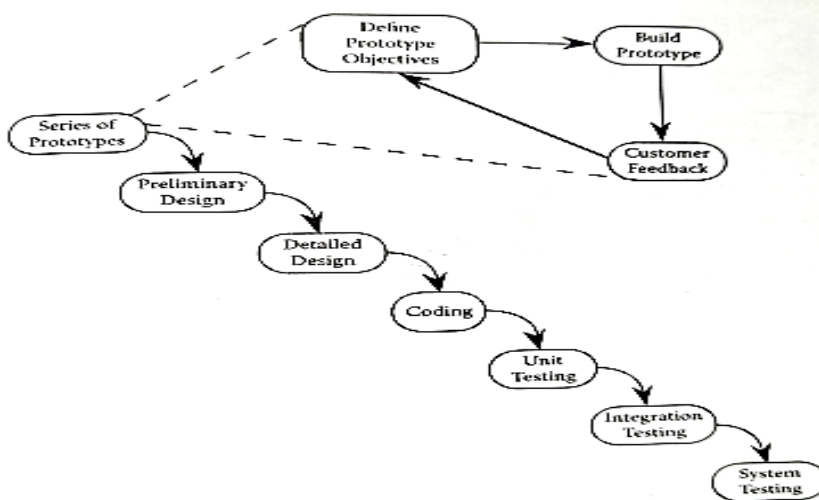 Define
Prototype
Objectives
Build
Prototype
Customer
Feedback
Series of
Prototypes
Preliminary
Design
Detailed
Design
Coding
Unit
Testing
Integration
Testing
System
Testing